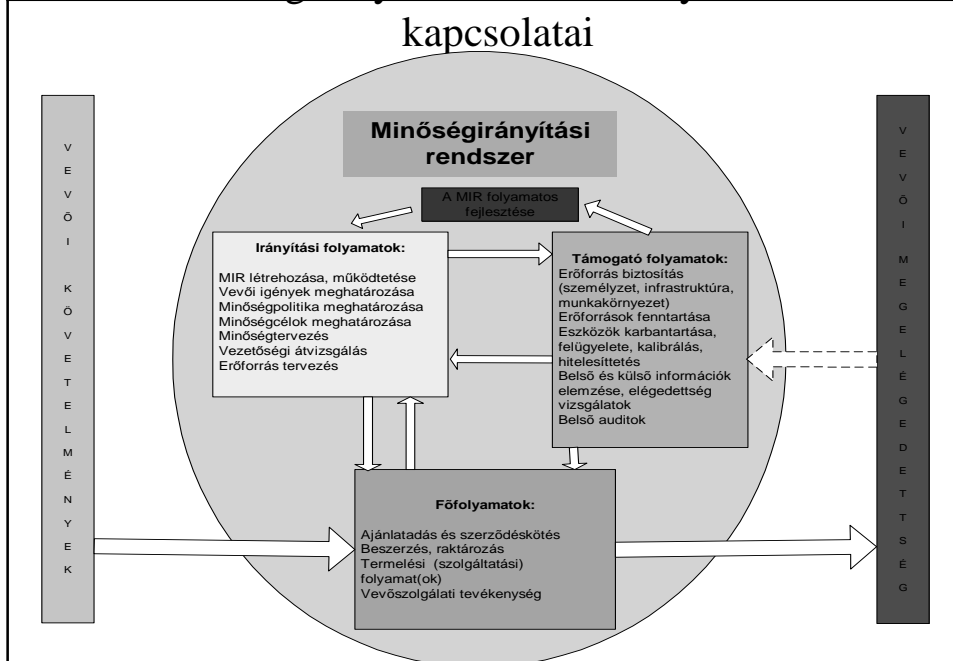 kapcsolatai
VEVŐI KÖVETELMÉNYEK
Minőségirányítási
rendszer
A MIR folyamatos
fejlesztése
Irányítási folyamatok:
MIR létrehozása, működtetése
Vevői igények meghatározása
Minőségpolitika meghatározása
Minőségcélok meghatározása
Minőségtervezés
Vezetőségi átvizsgálás
Erőforrás tervezés
Támogató folyamatok:
Erőforrás biztosítás
(személyzet, infrastruktúra,
munkakörnyezet)
Erőforrások fenntartása
Eszközök karbantartása,
felügyelete, kalibrálás,
hitelesíttetés
Belső és külső információk
elemzése, elégedettség
vizsgálatok
Belső auditok
Főfolyamatok:
Ajánlatadás és szerződéskötés
Beszerzés, raktározás
Termelési (szolgáltatási)
folyamat(ok)
Vevőszolgálati tevékenység
VEVŐI MEGELÉGEDETTSÉG